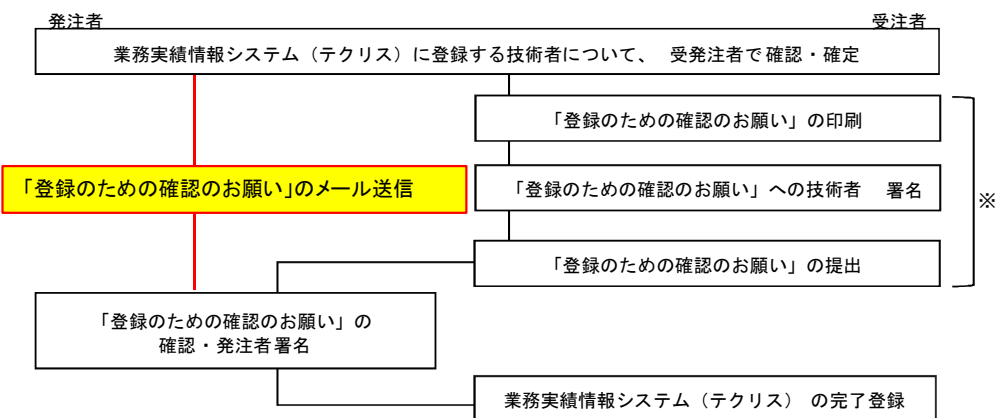 発注者
受注者
業務実績情報システム（テクリス）に登録する技術者について、 受発注者で確認・確定
「登録のための確認のお願い」の印刷
「登録のための確認のお願い」のメール送信
「登録のための確認のお願い」への技術者 署名
※
「登録のための確認のお願い」の提出
「登録のための確認のお願い」の
確認・発注者署名
業務実績情報システム（テクリス） の完了登録